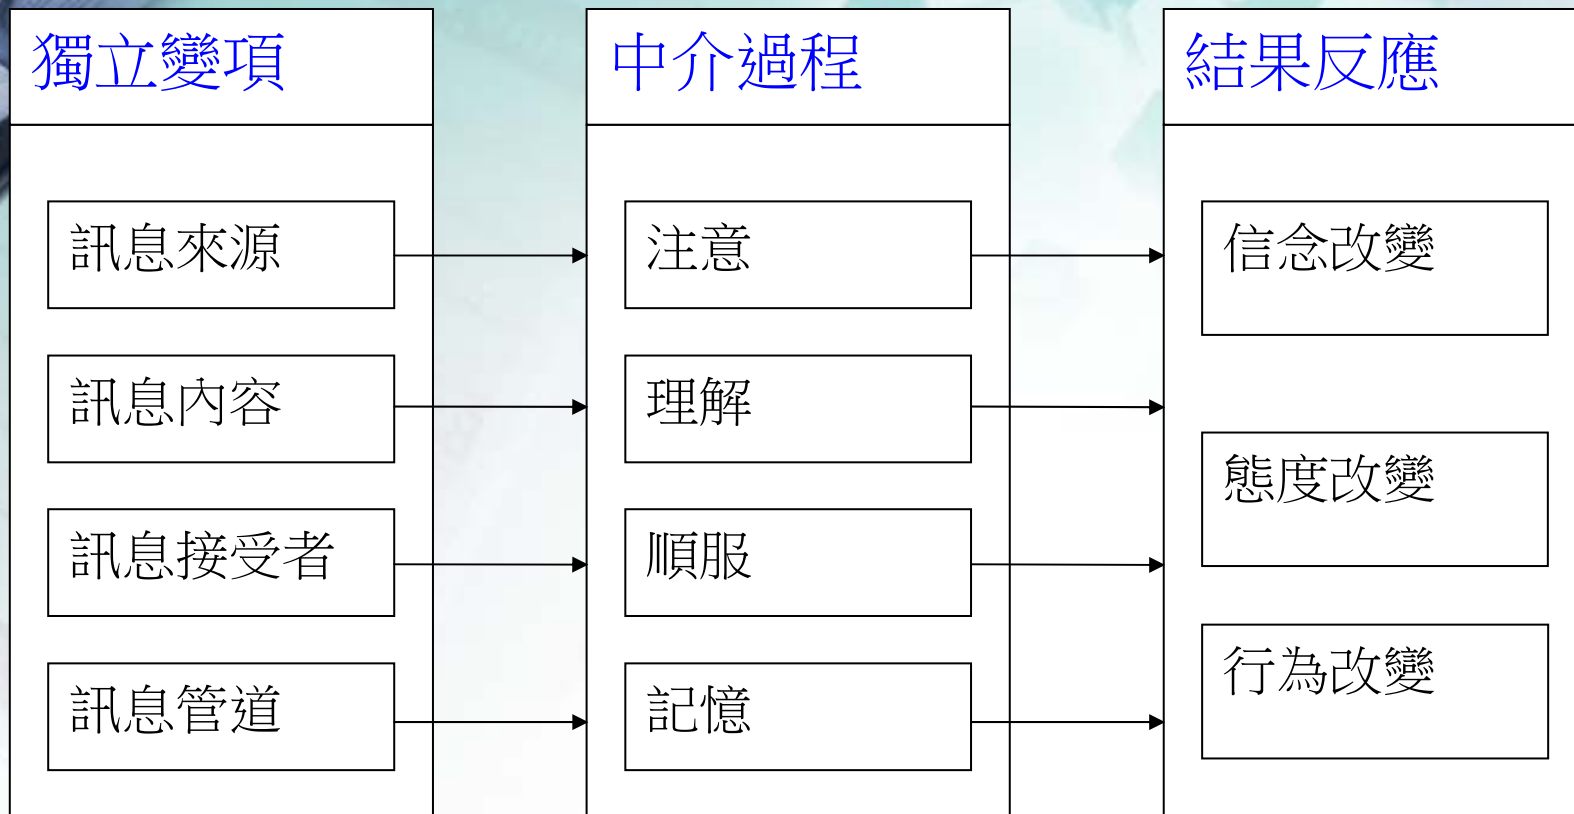 獨立變項
訊息來源
訊息內容
訊息接受者
訊息管道
中介過程
注意
理解
順服
記憶
結果反應
信念改變
態度改變
行為改變